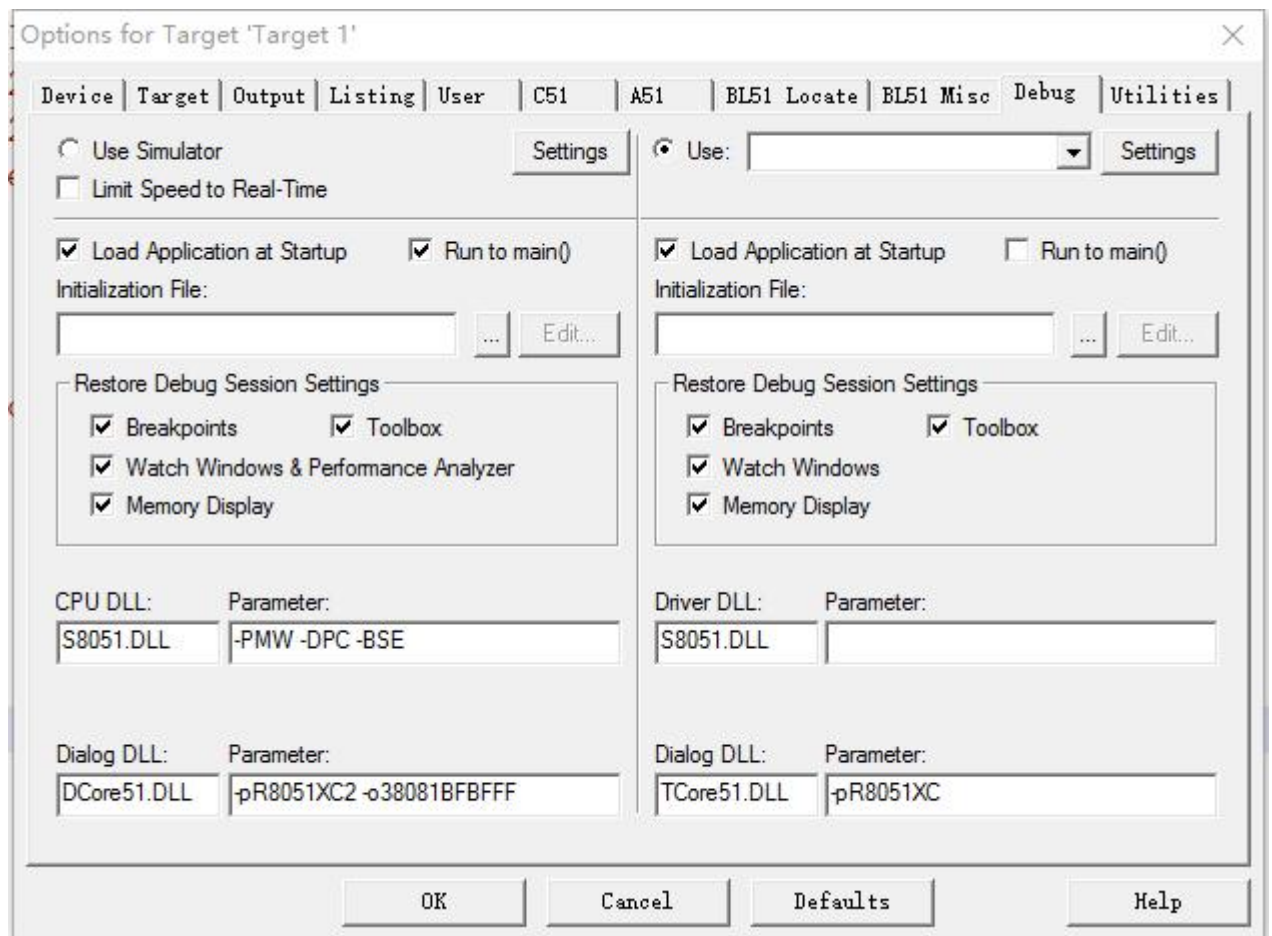 Options for Target 'Target 1'
Device Target Output Listing User C51 A51 BL51 Locate BL51 Misc Debug Utilities
Use Simulator Settings Use: Settings
Limit Speed to Real-Time
Load Application at Startup Run to main() Load Application at Startup Run to main()
Initialization File: Initialization File:
... Edit... ... Edit...
Restore Debug Session Settings Restore Debug Session Settings
Breakpoints Toolbox Breakpoints Toolbox
Watch Windows & Performance Analyzer Watch Windows
Memory Display Memory Display
CPU DLL: Parameter: Driver DLL: Parameter:
S8051.DLL -PMW -DPC -BSE S8051.DLL
Dialog DLL: Parameter: Dialog DLL: Parameter:
DCore51.DLL -pR8051XC2 -o38081BFBFFF TCore51.DLL -pR8051XC
OK Cancel Defaults Help